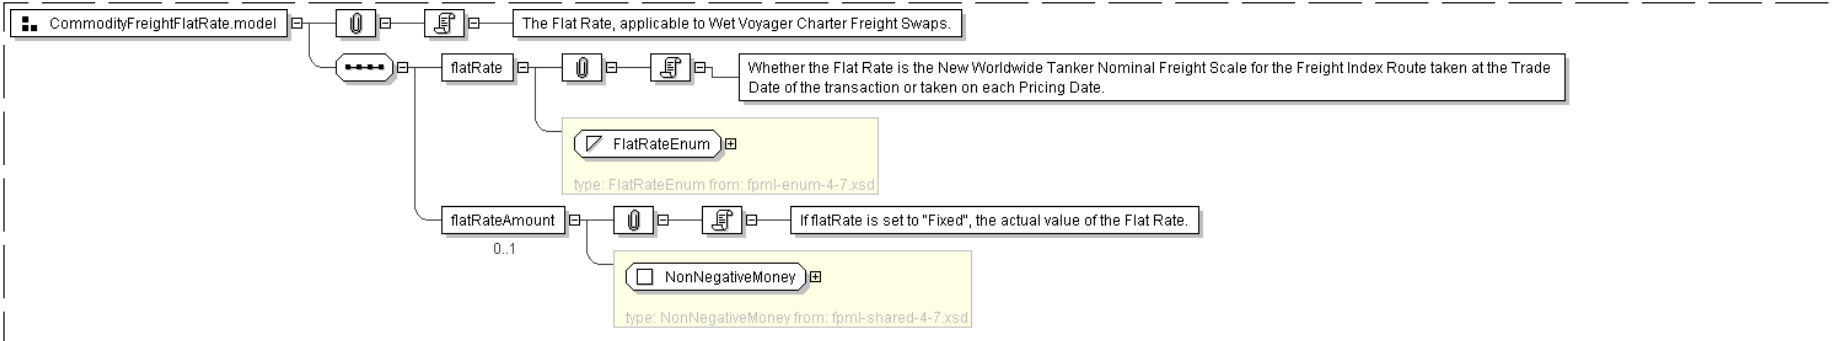 CommodityFreightFlatRate.model
The Flat Rate, applicable to Wet Voyager Charter Freight Swaps.
flatRate
Whether the Flat Rate is the New Worldwide Tanker Nominal Freight Scale for the Freight Index Route taken at the Trade
Date of the transaction or taken on each Pricing Date.
FlatRateEnum
type: FlatRateEnum from: fpml-enum-4-7.xsd
flatRateAmount
If flatRate is set to "Fixed", the actual value of the Flat Rate.
0..1
NonNegativeMoney
type: NonNegativeMoney from: fpml-shared-4-7.xsd